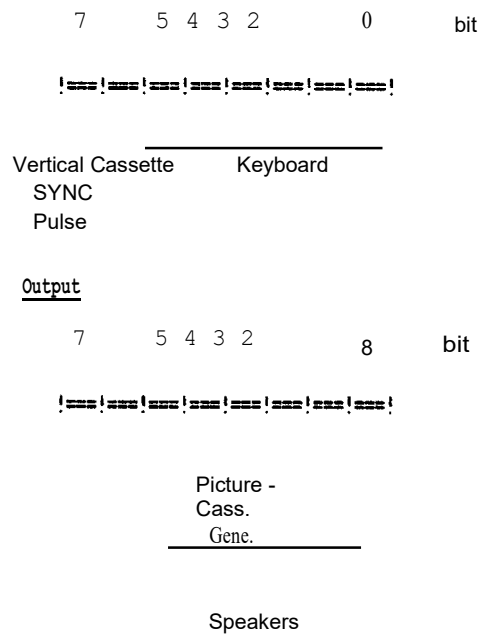 7 5 4 3 2 0 bit
!==!==!==!==!==!==!==!==!
Vertical Cassette Keyboard
SYNC
Pulse
Output
7 5 4 3 2 8 bit
!==!==!==!==!==!==!==!==!
Picture -
Cass.
Gene.
Speakers